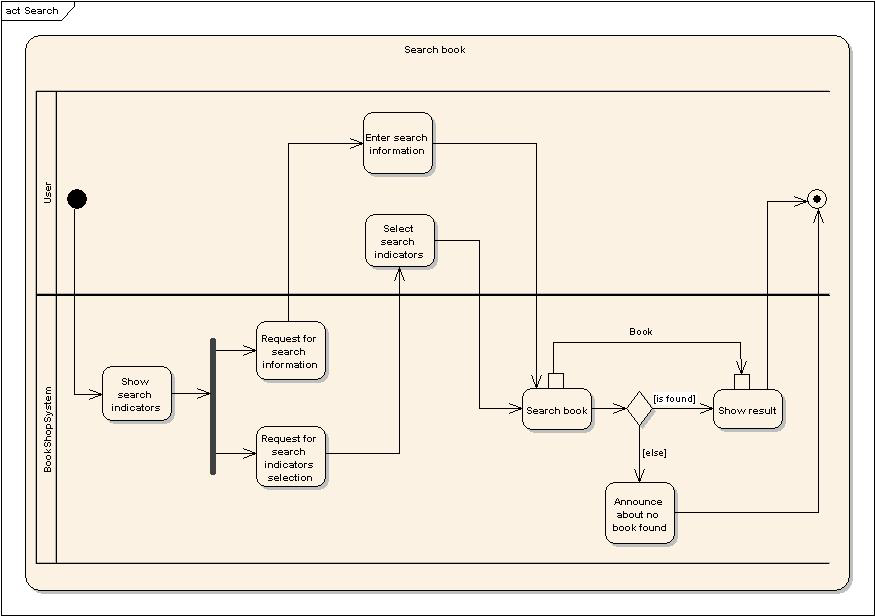 act Search
Search book
User
Enter search
information
Select
search
indicators
BookShopSystem
Show
search
indicators
Request for
search
information
Request for
search
indicators
selection
Book
Search book
[is found]
Show result
[else]
Announce
about no
book found